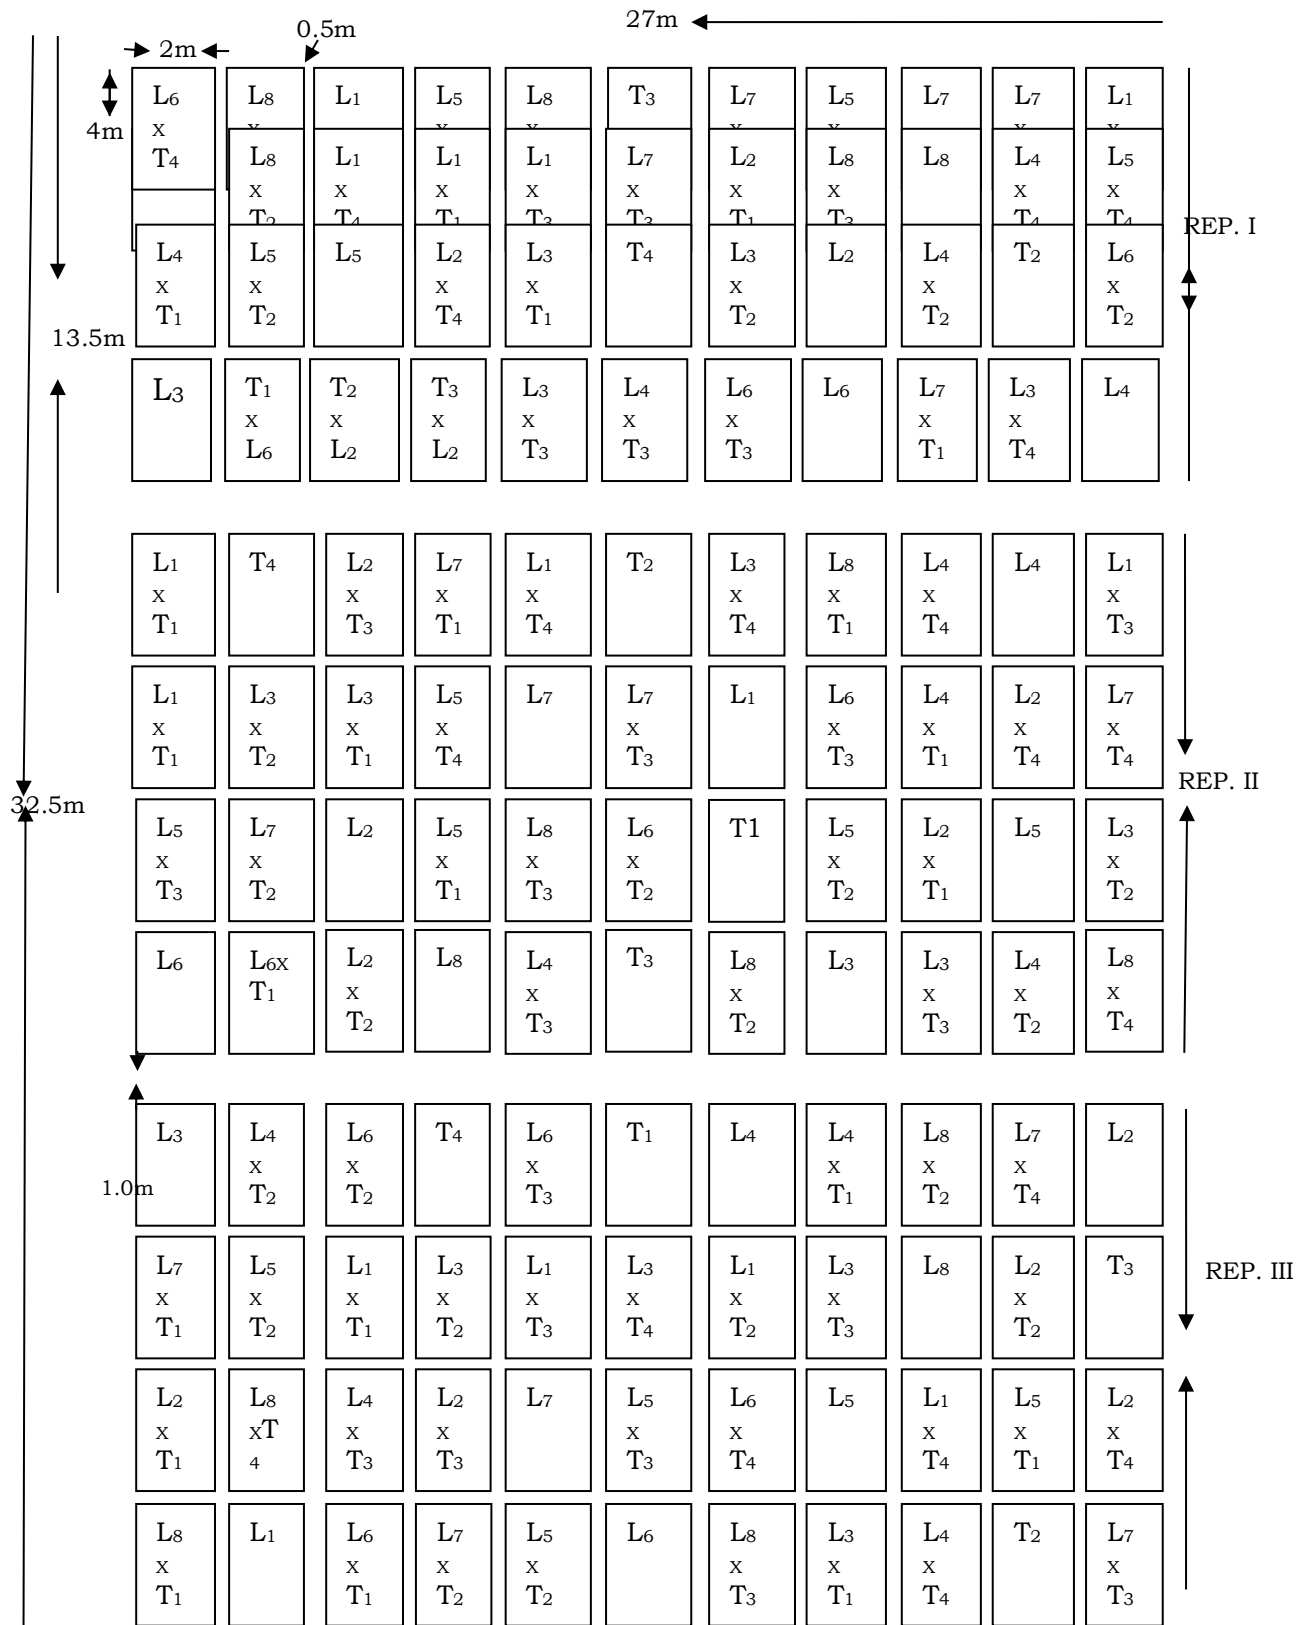 27m
0.5m
2m
4m
L6 L8 L1 L5 L8 T3 L7 L5 L7 L7 L1
x
T4
L8 L1 L1 L1 L7 L2 L8 L8 L4 L5
x x x x x x x x x
T2 T4 T1 T3 T3 T1 T3 T4 T4
REP. I
L4 L5 L5 L2 L3 T4 L3 L2 L4 T2 L6
x x x x x x x
T1 T2 T4 T1 T2 T2 T2
13.5m
L3 T1 T2 T3 L3 L4 L6 L6 L7 L3 L4
x x x x x x x x
L6 L2 L2 T3 T3 T3 T1 T4
L1 T4 L2 L7 L1 T2 L3 L8 L4 L4 L1
x x x x x x x x
T1 T3 T1 T4 T4 T1 T4 T3
L1 L3 L3 L5 L7 L7 L1 L6 L4 L2 L7
x x x x x x x x x
T1 T2 T1 T4 T3 T3 T1 T4 T4
REP. II
32.5m
L5 L7 L2 L5 L8 L6 T1 L5 L2 L5 L3
x x x x x x x x
T3 T2 T1 T3 T2 T2 T1 T2
L6 L6x L2 L8 L4 T3 L8 L3 L3 L4 L8
T1 x x x x x x
T2 T3 T2 T3 T2 T4
1.0m
L3 L4 L6 T4 L6 T1 L4 L4 L8 L7 L2
x x x x x x
T2 T2 T3 T1 T2 T4
L7 L5 L1 L3 L1 L3 L1 L3 L8 L2 T3
x x x x x x x x x
T1 T2 T1 T2 T3 T4 T2 T3 T2
REP. III
L2 L8 L4 L2 L7 L5 L6 L5 L1 L5 L2
x xT x x x x x x x
T1 4 T3 T3 T3 T4 T4 T1 T4
L8 L1 L6 L7 L5 L6 L8 L3 L4 T2 L7
x x x x x x x x
T1 T1 T2 T2 T3 T1 T4 T3